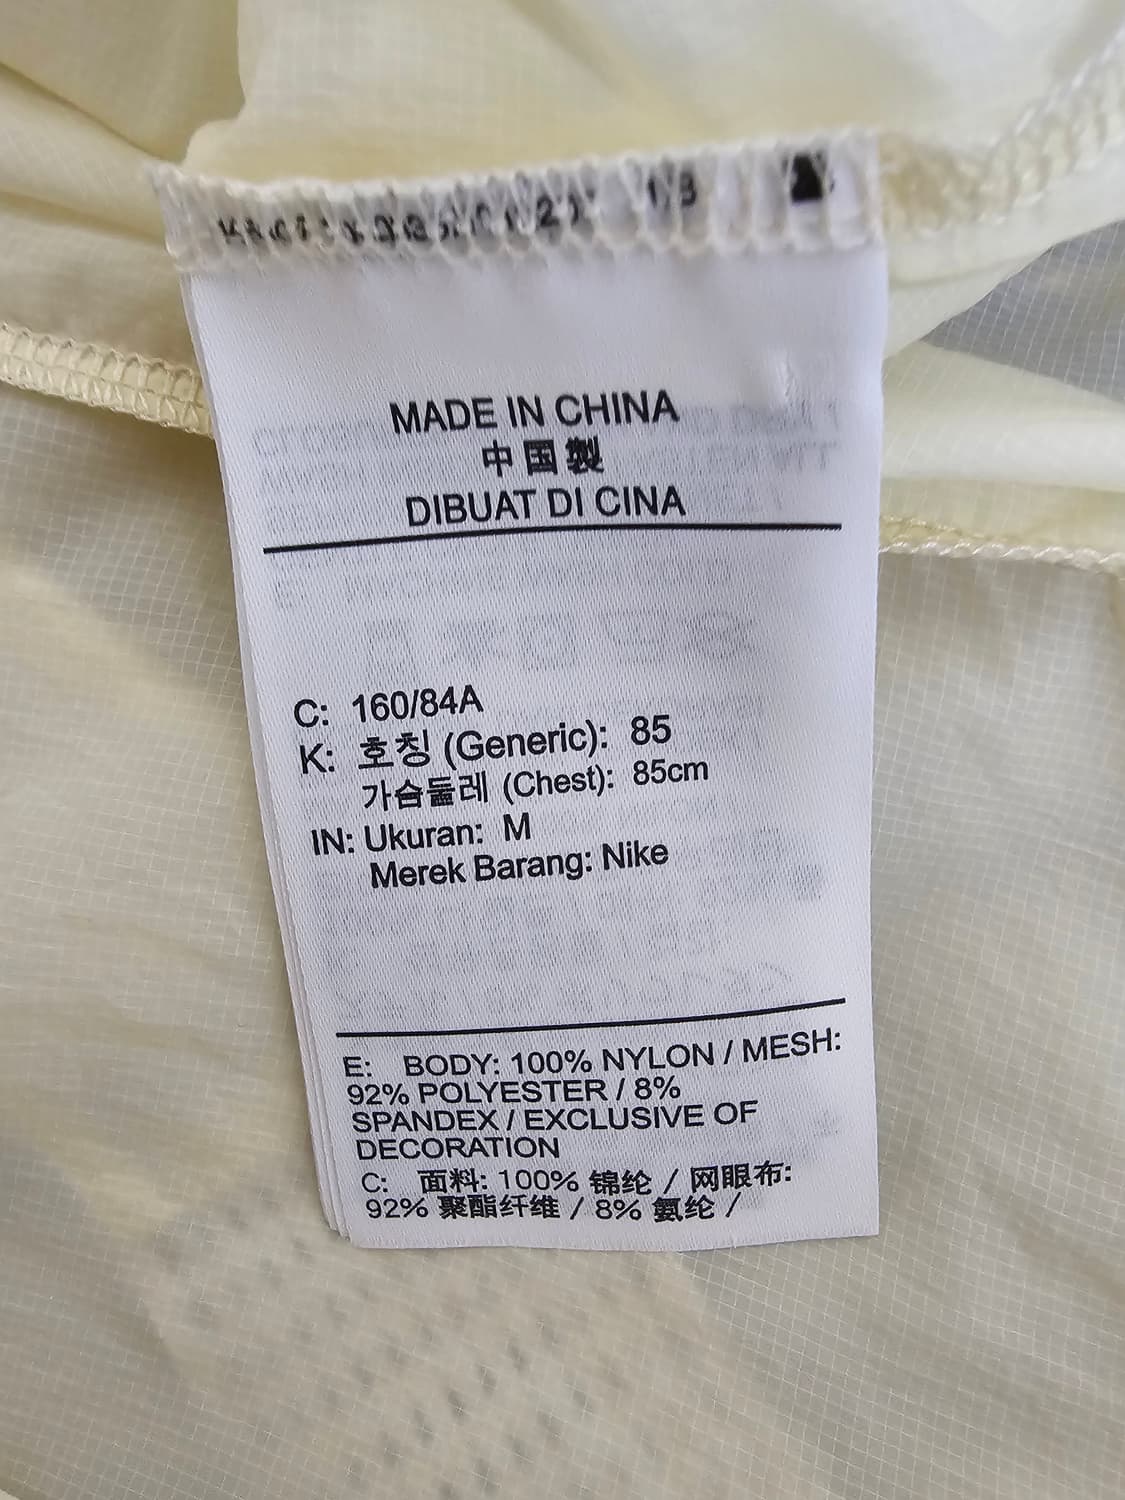 MADE IN CHINA
中国製
DIBUAT DI CINA
C: 160/84A
K: 호칭 (Generic): 85
가슴둘레 (Chest): 85cm
IN: Ukuran: M
Merek Barang: Nike
E: BODY: 100% NYLON / MESH:
92% POLYESTER / 8%
SPANDEX / EXCLUSIVE OF
DECORATION
C: 面料: 100% 锦纶 / 网眼布:
92% 聚酯纤维 / 8% 氨纶 /